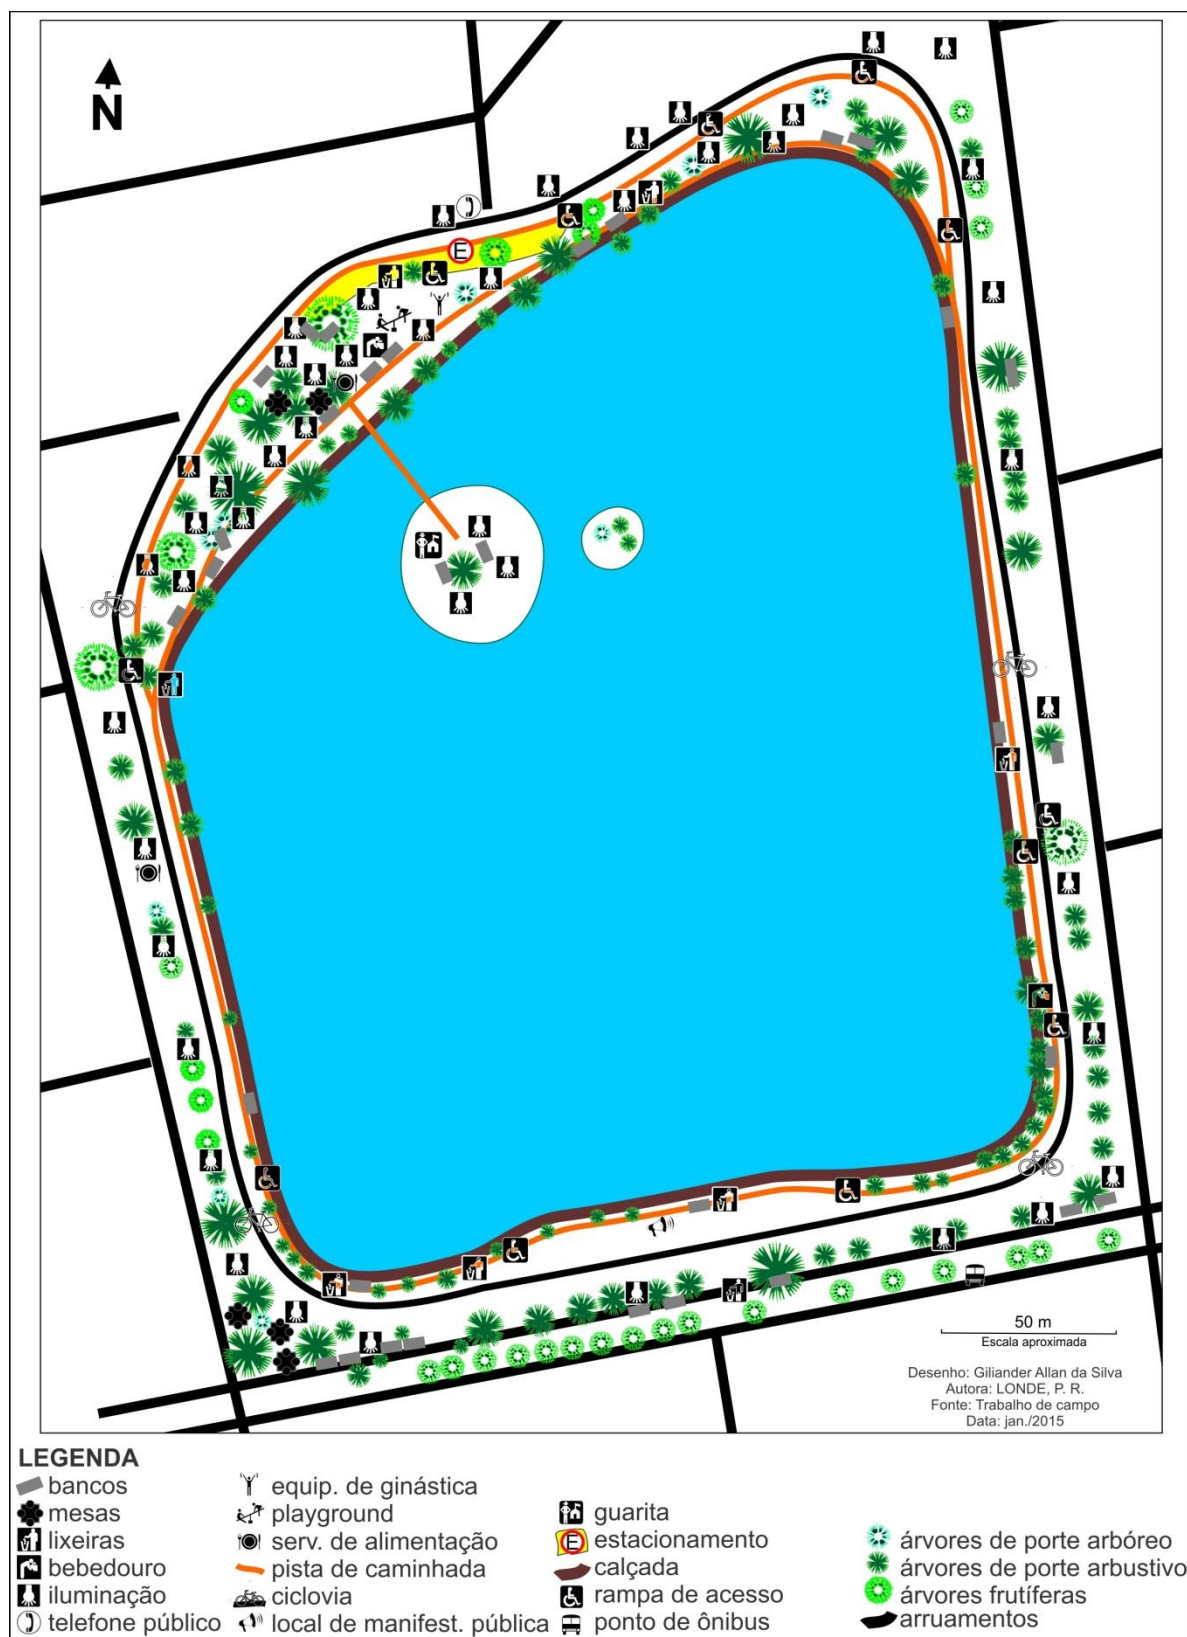 N
E
50 m
Escala aproximada
Desenho: Giliander Allan da Silva
Autora: LONDE, P. R.
Fonte: Trabalho de campo
Data: jan./2015
LEGENDA
bancos
mesas
lixeiras
bebedouro
iluminação
telefone público
equip. de ginástica
playground
serv. de alimentação
pista de caminhada
ciclovia
local de manifest. pública
guarita
E estacionamento
calçada
rampa de acesso
ponto de ônibus
árvores de porte arbóreo
árvores de porte arbustivo
árvores frutíferas
arruamentos